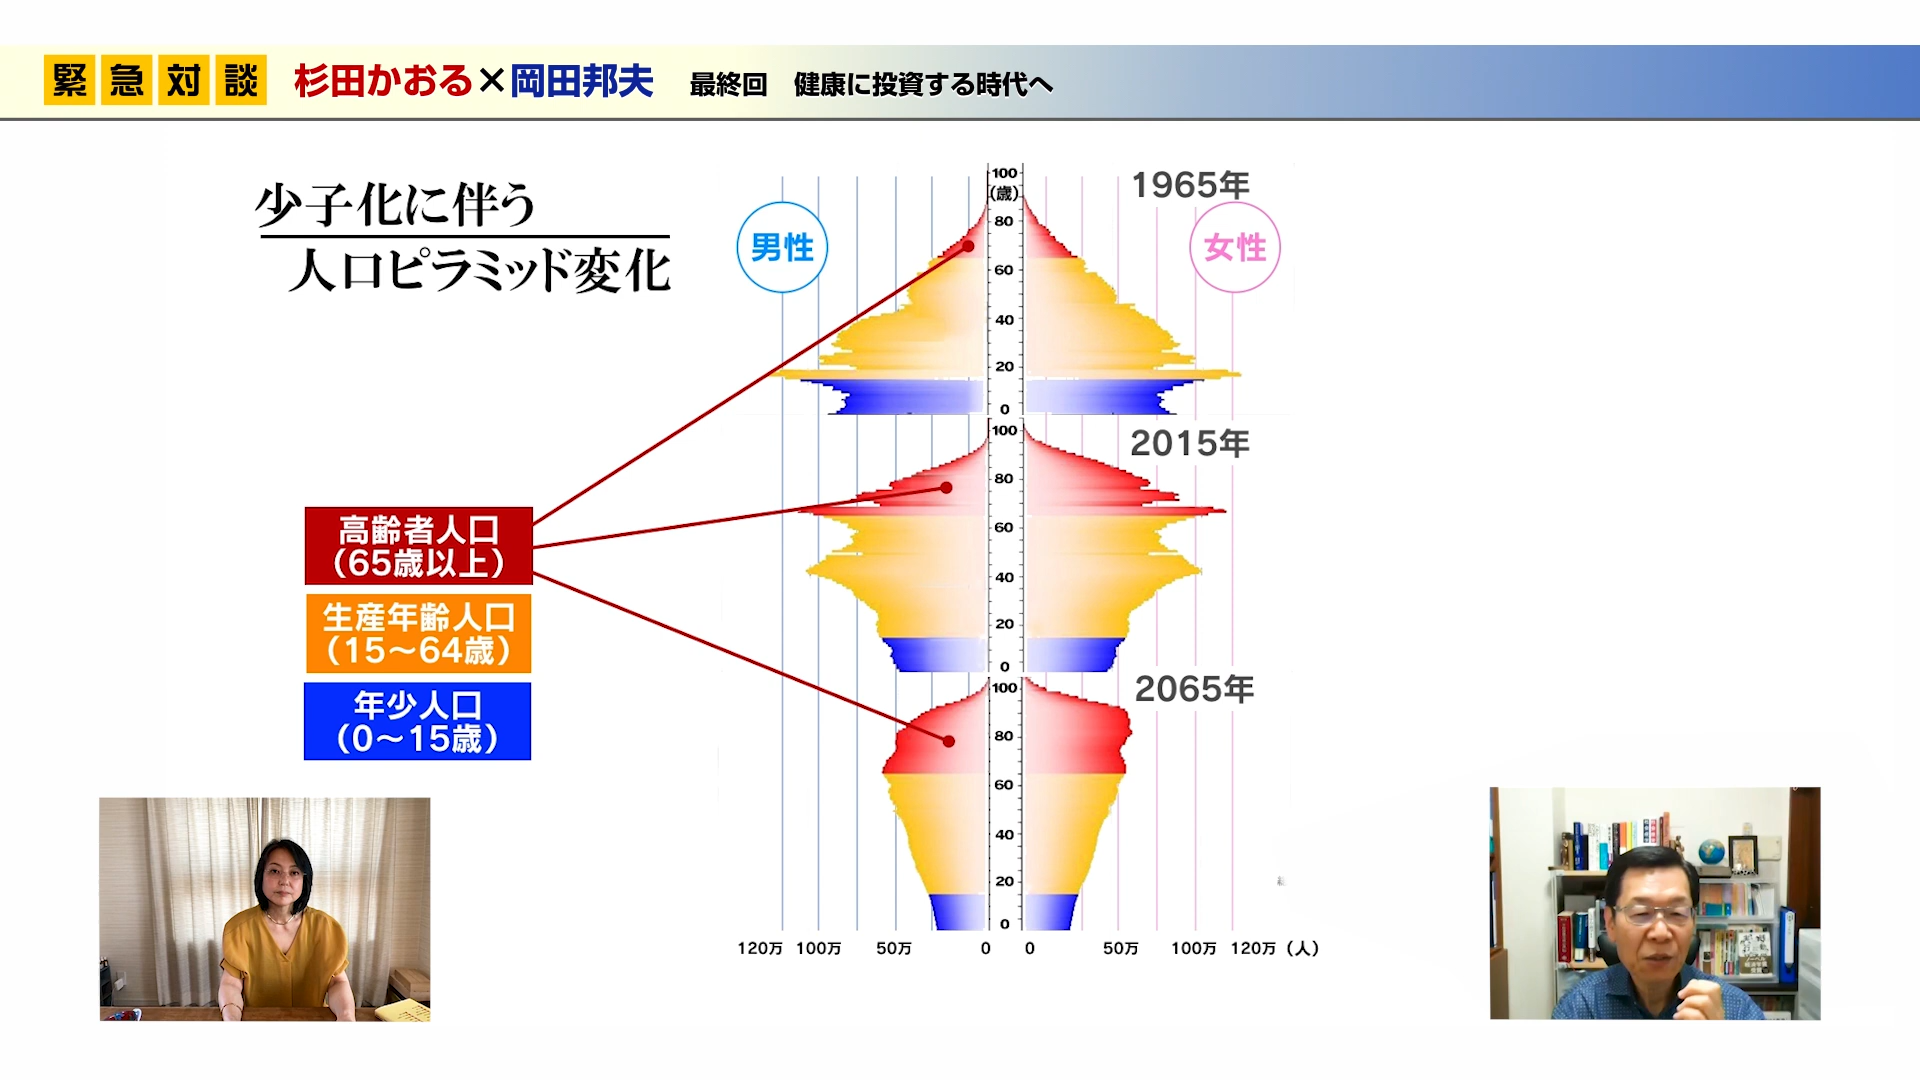 緊急対談 杉田かおる×岡田邦夫 最終回 健康に投資する時代へ
少子化に伴う
人口ピラミッド変化
高齢者人口
（65歳以上）
生産年齢人口
（15〜64歳）
年少人口
（0〜15歳）
男性
女性
1965年
100
(歳)
80
60
40
20
0
2015年
100
80
60
40
20
0
2065年
100
80
60
40
20
0
120万 100万 50万 0 0 50万 100万 120万（人）